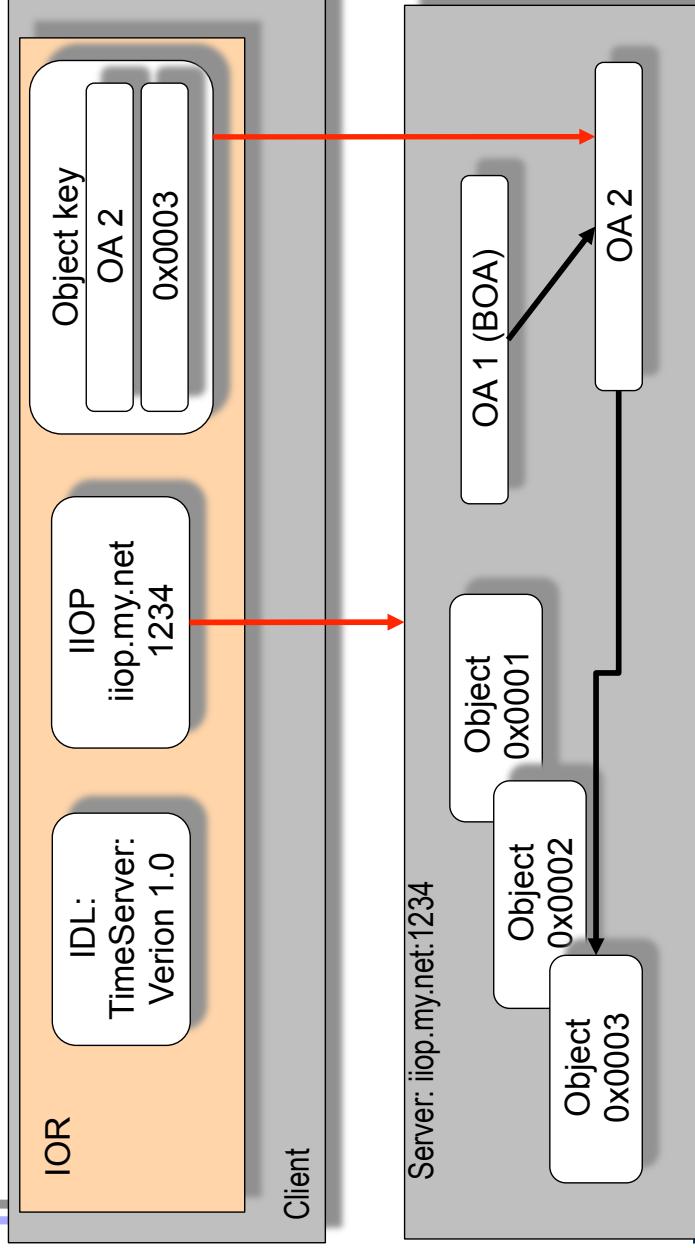 IOR
IDL:
TimeServer:
Verion 1.0
IIOP
iiop.my.net
1234
Object key
OA 2
0x0003
Client
Server: iiop.my.net:1234
Object
0x0001
Object
0x0002
Object
0x0003
OA 1 (BOA)
OA 2